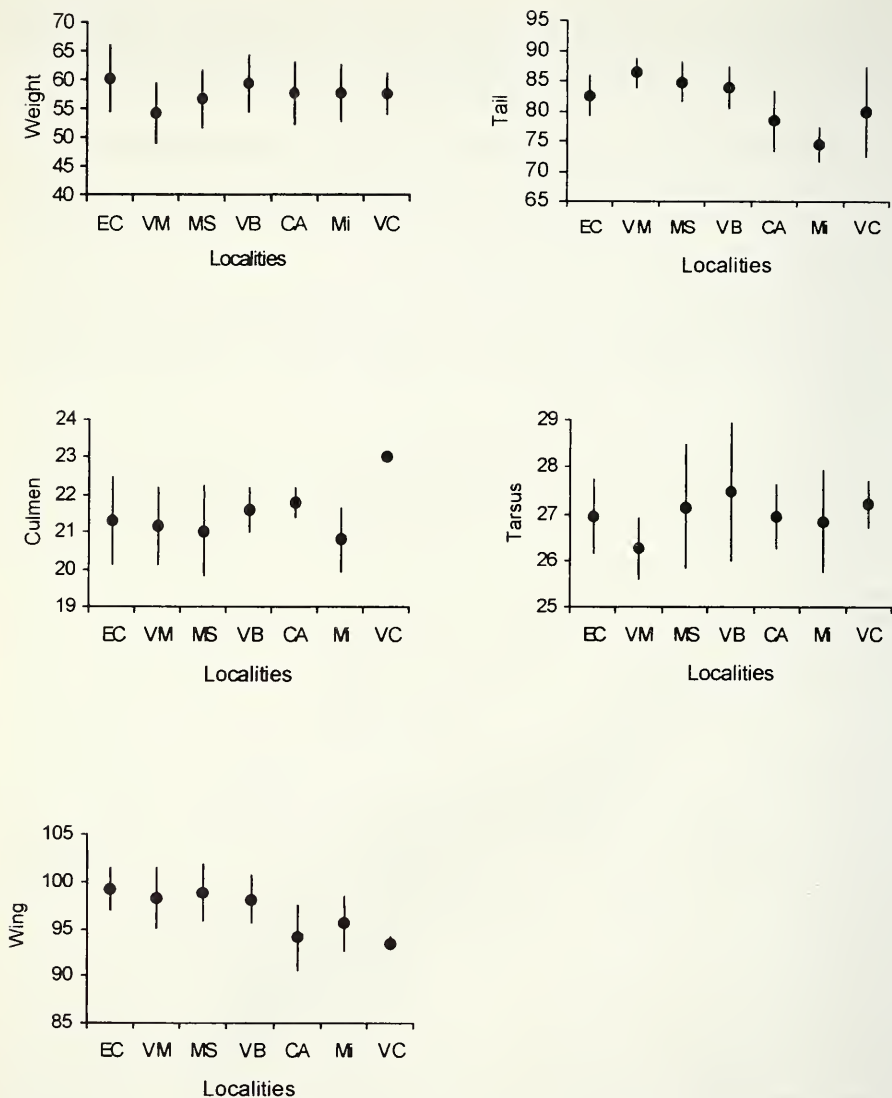 Weight
70
65
60
55
50
45
40
EC VM MS VB CA Mi VC
Localities
Tail
95
90
85
80
75
70
65
EC VM MS VB CA Mi VC
Localities
Culmen
24
23
22
21
20
19
EC VM MS VB CA Mi VC
Localities
Tarsus
29
28
27
26
25
EC VM MS VB CA Mi VC
Localities
Wing
105
100
95
90
85
EC VM MS VB CA Mi VC
Localities